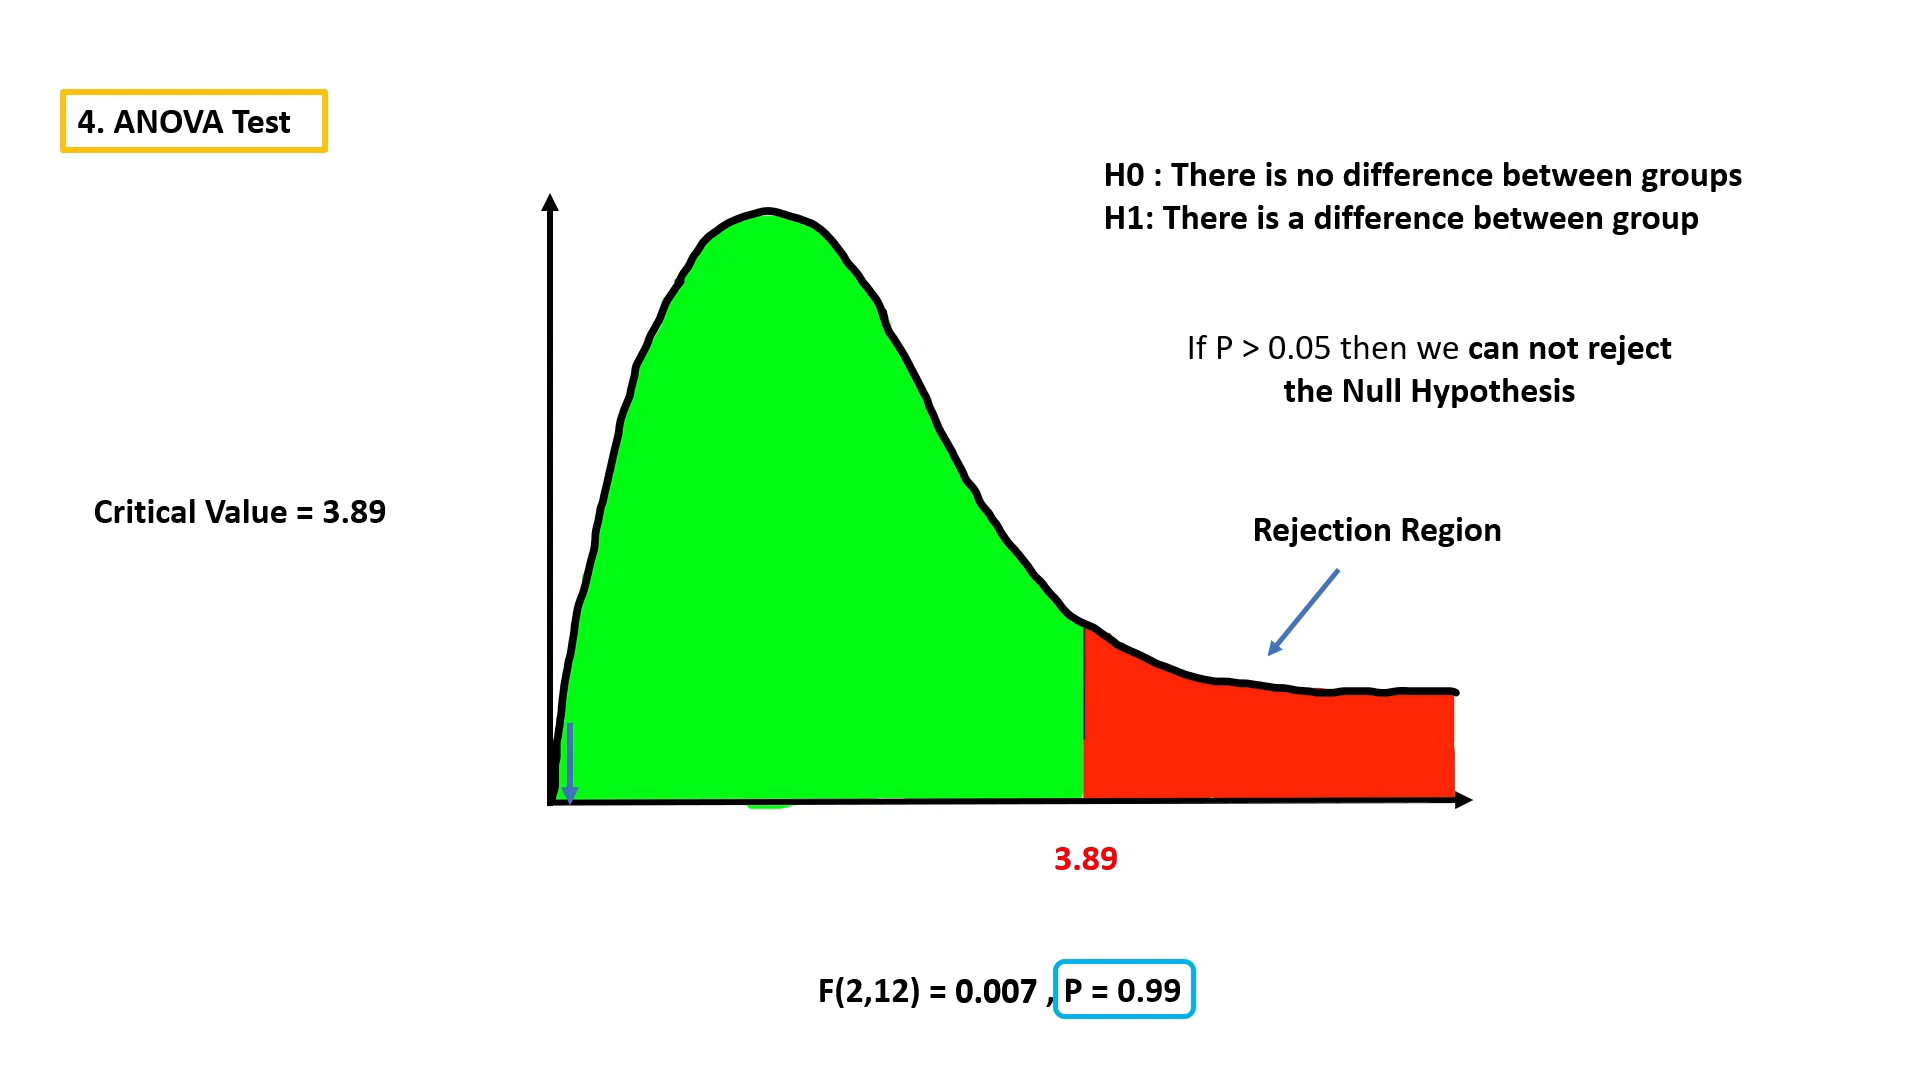 4. ANOVA Test
H0 : There is no difference between groups
H1: There is a difference between group
If P > 0.05 then we can not reject
the Null Hypothesis
Critical Value = 3.89
Rejection Region
3.89
F(2,12) = 0.007 , P = 0.99